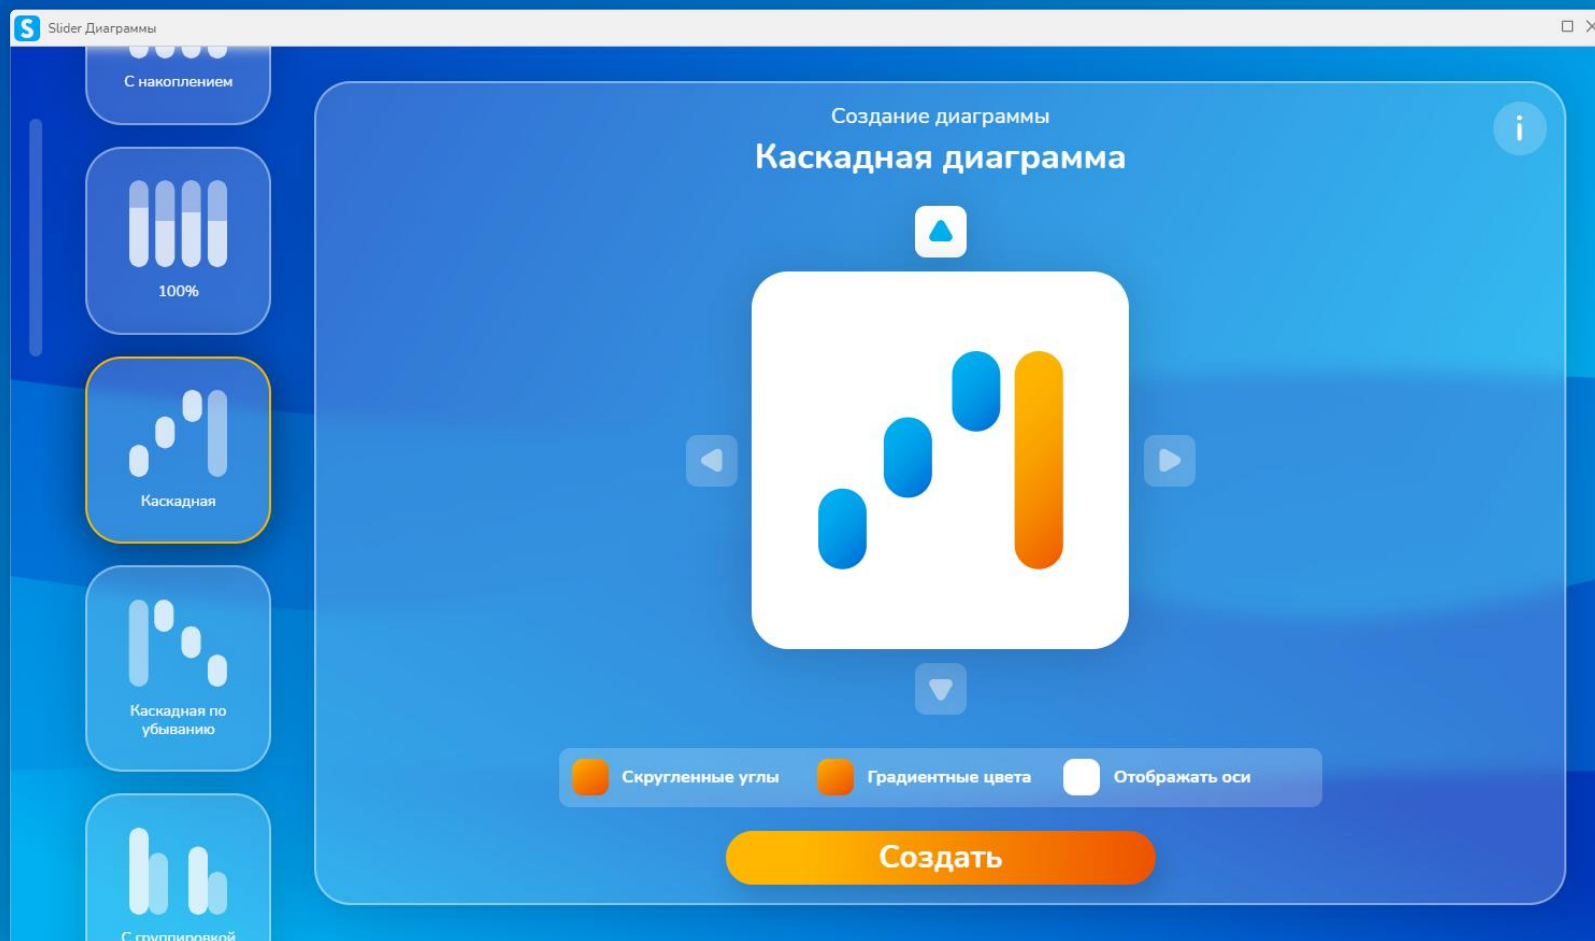 S
Slider Диаграммы
С накоплением
100%
Каскадная
Каскадная по
убыванию
С группировкой
Создание диаграммы
Каскадная диаграмма
i
Скругленные углы
Градиентные цвета
Отображать оси
Создать